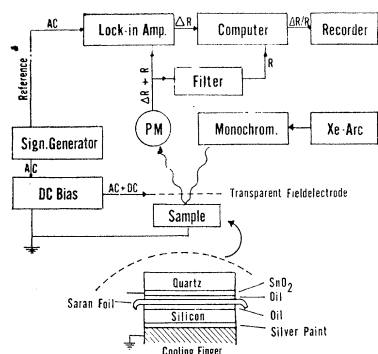 AC
Lock-in Amp.
ΔR
Computer
ΔR/R
Recorder
Reference
ΔR + R
R
Filter
PM
Monochrom.
Xe-Arc
Sign. Generator
AC
DC Bias
AC+DC
Transparent Fieldelectrode
Sample
Quartz
SnO2
Oil
Saran Foil
Silicon
Oil
Silver Paint
Cooling Finger